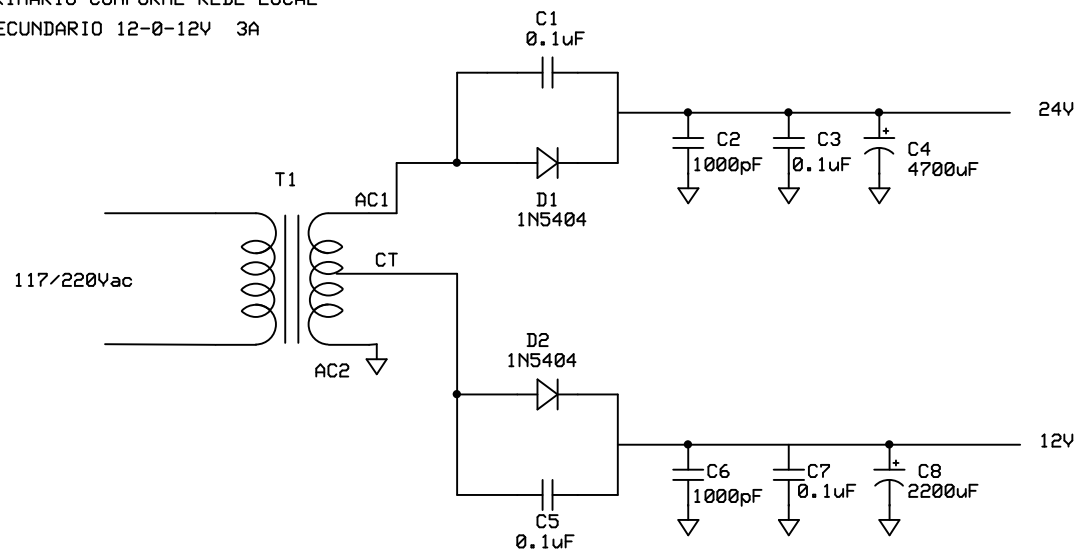 SECUNDARIO 12-0-12V 3A
C1
0.1uF
24V
C2
1000pF
C3
0.1uF
C4
4700uF
T1
AC1
D1
1N5404
CT
117/220Vac
D2
1N5404
AC2
12V
C6
1000pF
C7
0.1uF
C8
2200uF
C5
0.1uF